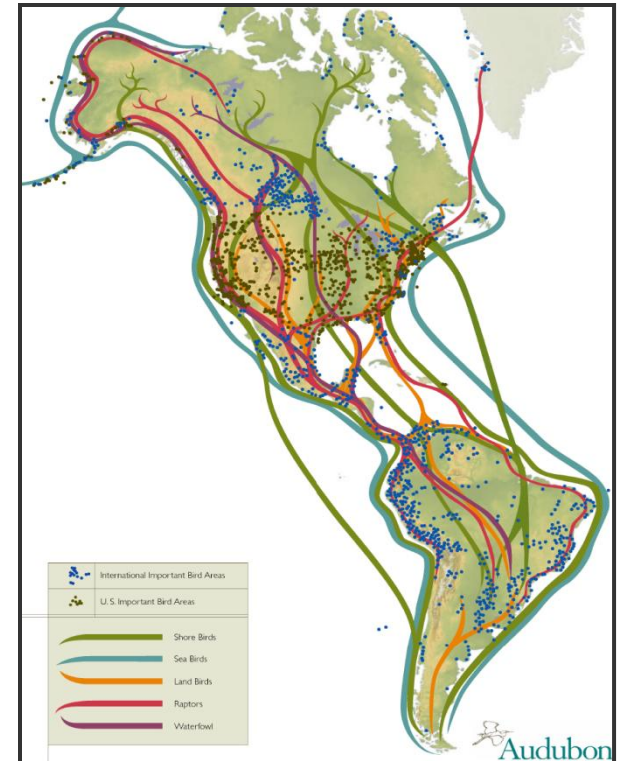 International Important Bird Areas
U. S. Important Bird Areas
Shore Birds
Sea Birds
Land Birds
Raptors
Waterfowl
Audubon